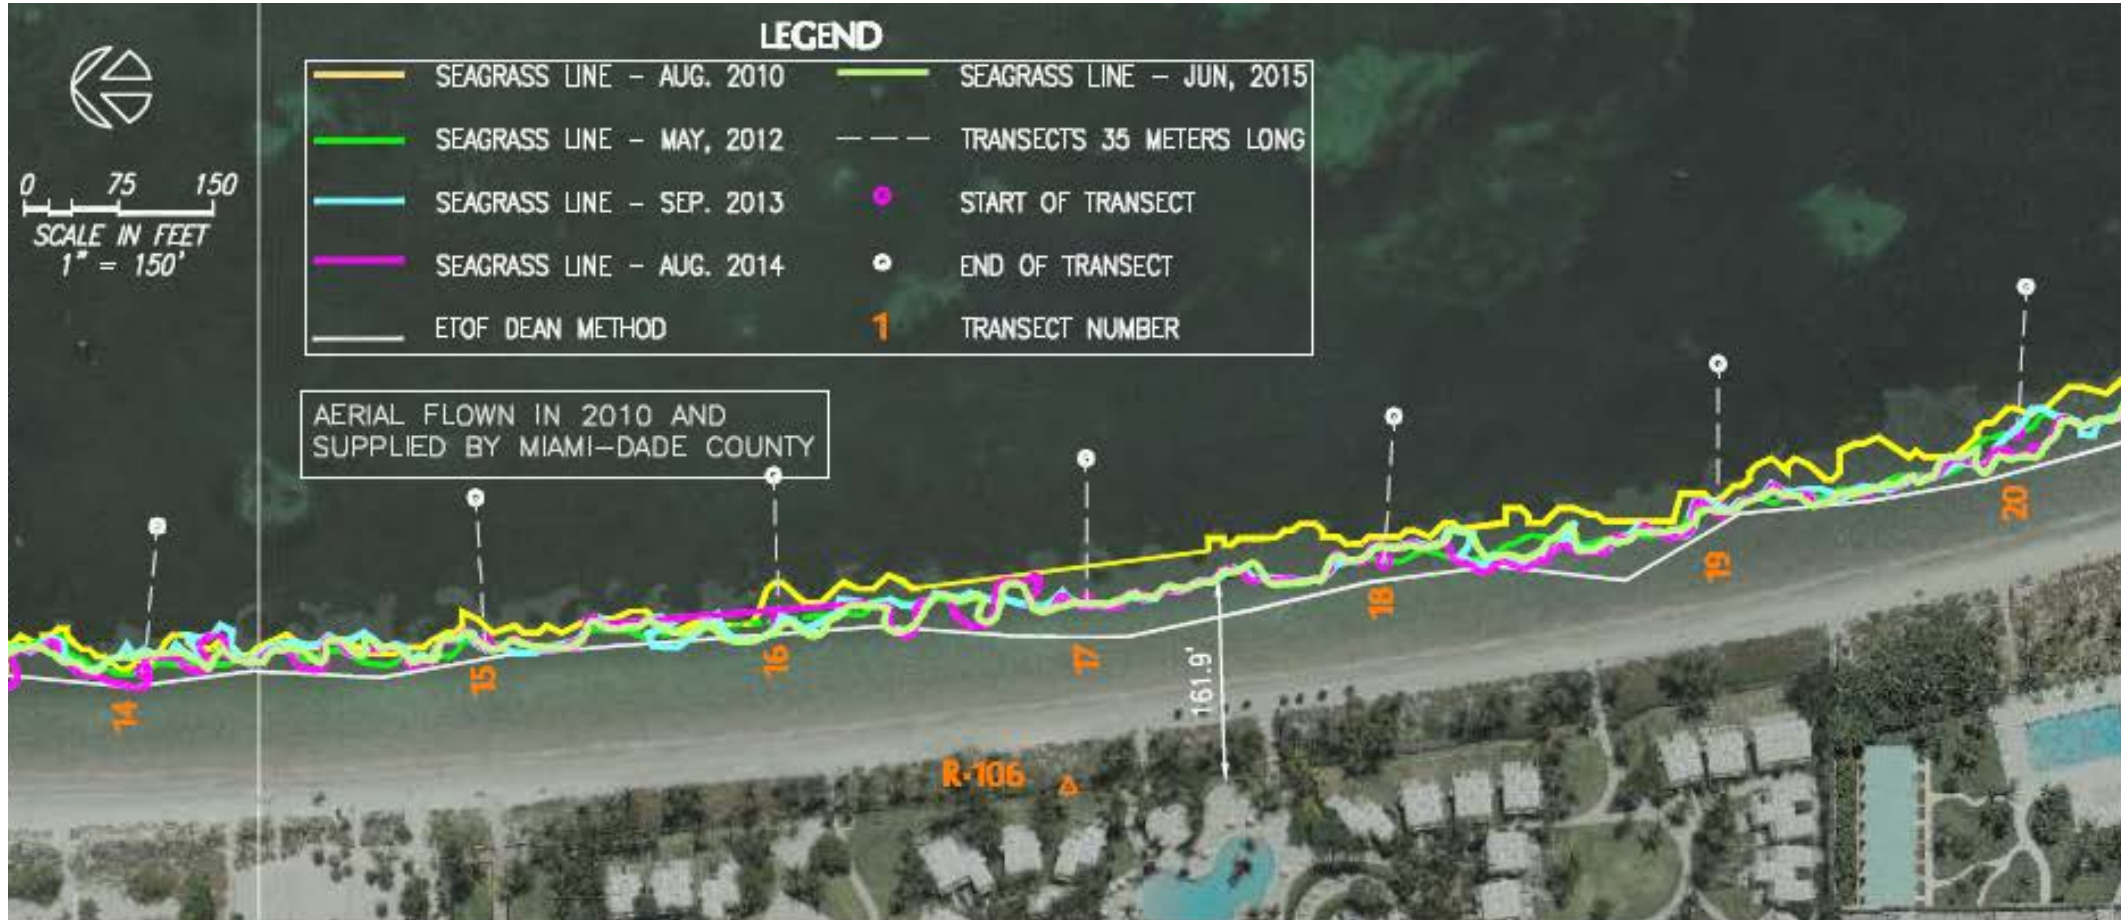 LEGEND
SEAGRASS LINE - AUG. 2010
SEAGRASS LINE - JUN, 2015
SEAGRASS LINE - MAY, 2012
TRANSECTS 35 METERS LONG
SEAGRASS LINE - SEP. 2013
START OF TRANSECT
SEAGRASS LINE - AUG. 2014
END OF TRANSECT
ETOF DEAN METHOD
1
TRANSECT NUMBER
0 75 150
SCALE IN FEET
1" = 150'
AERIAL FLOWN IN 2010 AND
SUPPLIED BY MIAMI-DADE COUNTY
14
15
16
17
18
19
20
161.9'
R-106